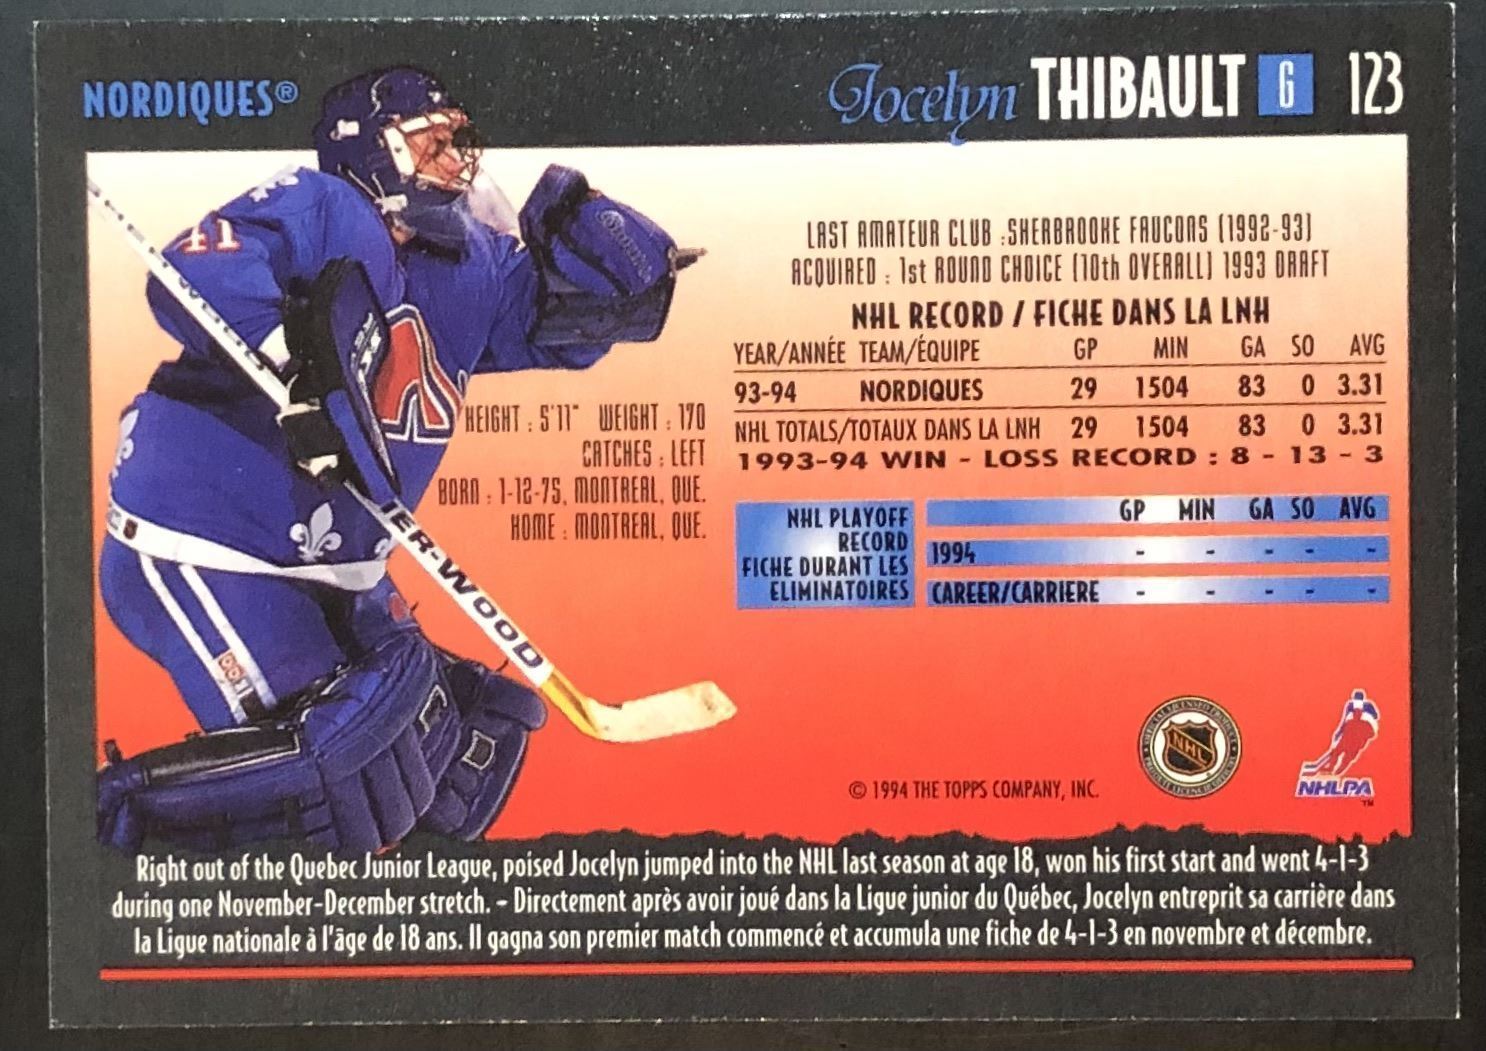 NORDIQUES®
Jocelyn THIBAULT G 123
41
LAST AMATEUR CLUB : SHERBROOKE FAUCONS (1992-93)
ACQUIRED : 1st ROUND CHOICE (10th OVERALL) 1993 DRAFT
NHL RECORD / FICHE DANS LA LNH
YEAR/ANNÉE TEAM/ÉQUIPE GP MIN GA SO AVG
93-94 NORDIQUES 29 1504 83 0 3.31
NHL TOTALS/TOTAUX DANS LA LNH 29 1504 83 0 3.31
1993-94 WIN - LOSS RECORD : 8 - 13 - 3
HEIGHT : 5'11" WEIGHT : 170
CATCHES : LEFT
BORN : 1-12-75, MONTREAL, QUE.
HOME : MONTREAL, QUE.
NHL PLAYOFF
RECORD
FICHE DURANT LES
ELIMINATOIRES
GP MIN GA SO AVG
1994 - - - - -
CAREER/CARRIERE - - - - -
IER-WOOD
NHL
NHLPA
™
© 1994 THE TOPPS COMPANY, INC.
Right out of the Quebec Junior League, poised Jocelyn jumped into the NHL last season at age 18, won his first start and went 4-1-3
during one November-December stretch. - Directement après avoir joué dans la Ligue junior du Québec, Jocelyn entreprit sa carrière dans
la Ligue nationale à l'âge de 18 ans. Il gagna son premier match commencé et accumula une fiche de 4-1-3 en novembre et décembre.